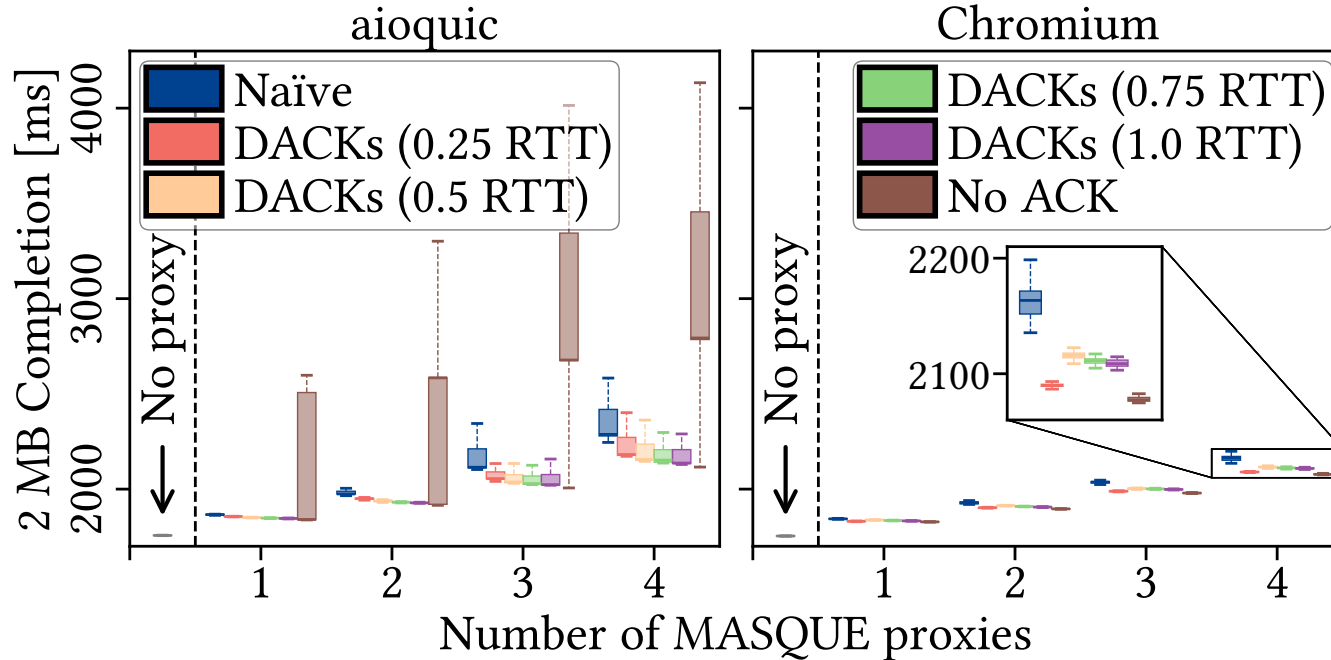 aioquic
Chromium
2 MB Completion [ms]
4000
3000
2000
Naïve
DACKs (0.25 RTT)
DACKs (0.5 RTT)
No proxy
DACKs (0.75 RTT)
DACKs (1.0 RTT)
No ACK
No proxy
2200
2100
1 2 3 4
1 2 3 4
Number of MASQUE proxies